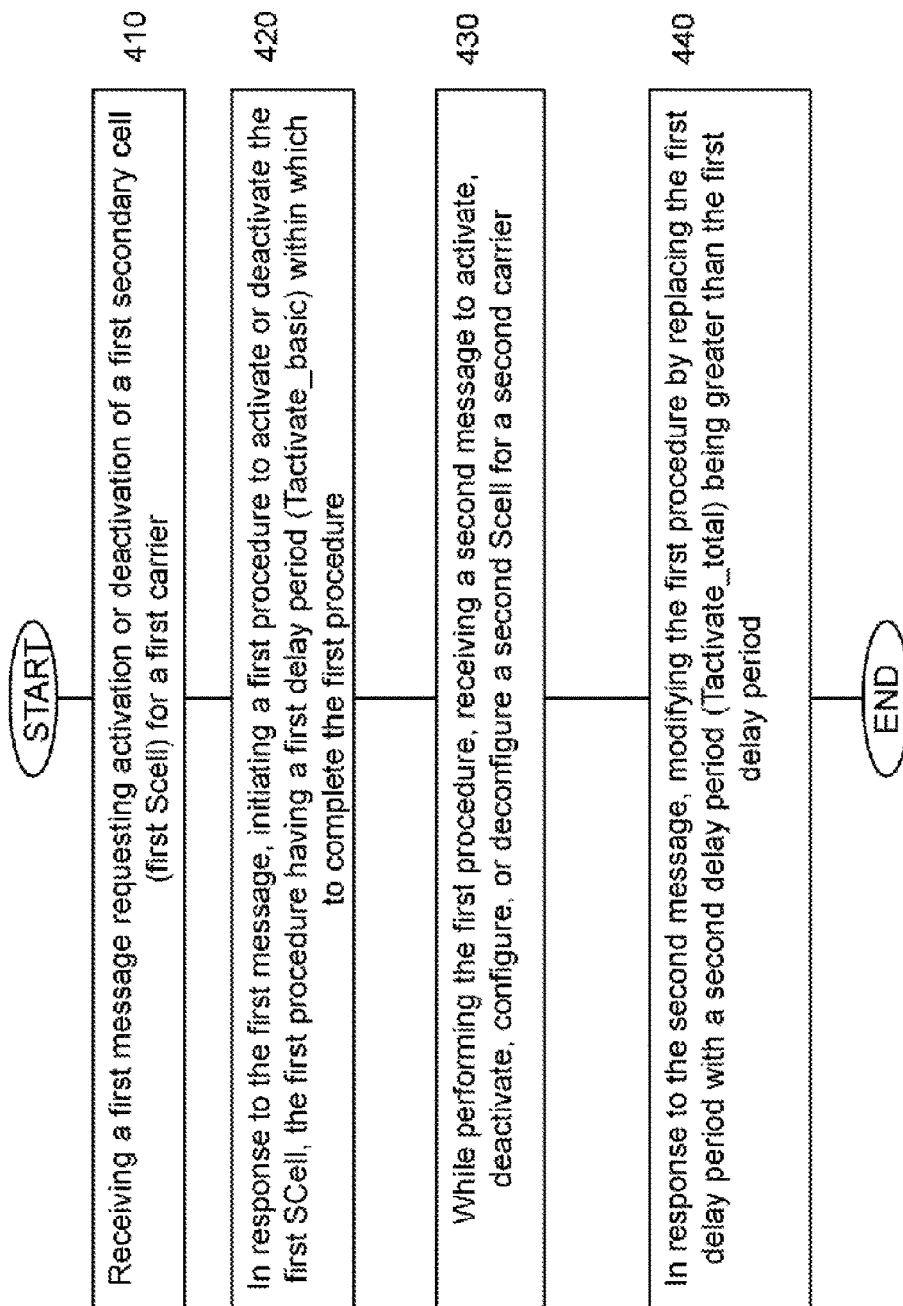 START
Receiving a first message requesting activation or deactivation of a first secondary cell
(first Scell) for a first carrier
410
In response to the first message, initiating a first procedure to activate or deactivate the
first SCell, the first procedure having a first delay period (Tactivate_basic) within which
to complete the first procedure
420
While performing the first procedure, receiving a second message to activate,
deactivate, configure, or deconfigure a second Scell for a second carrier
430
In response to the second message, modifying the first procedure by replacing the first
delay period with a second delay period (Tactivate_total) being greater than the first
delay period
440
END